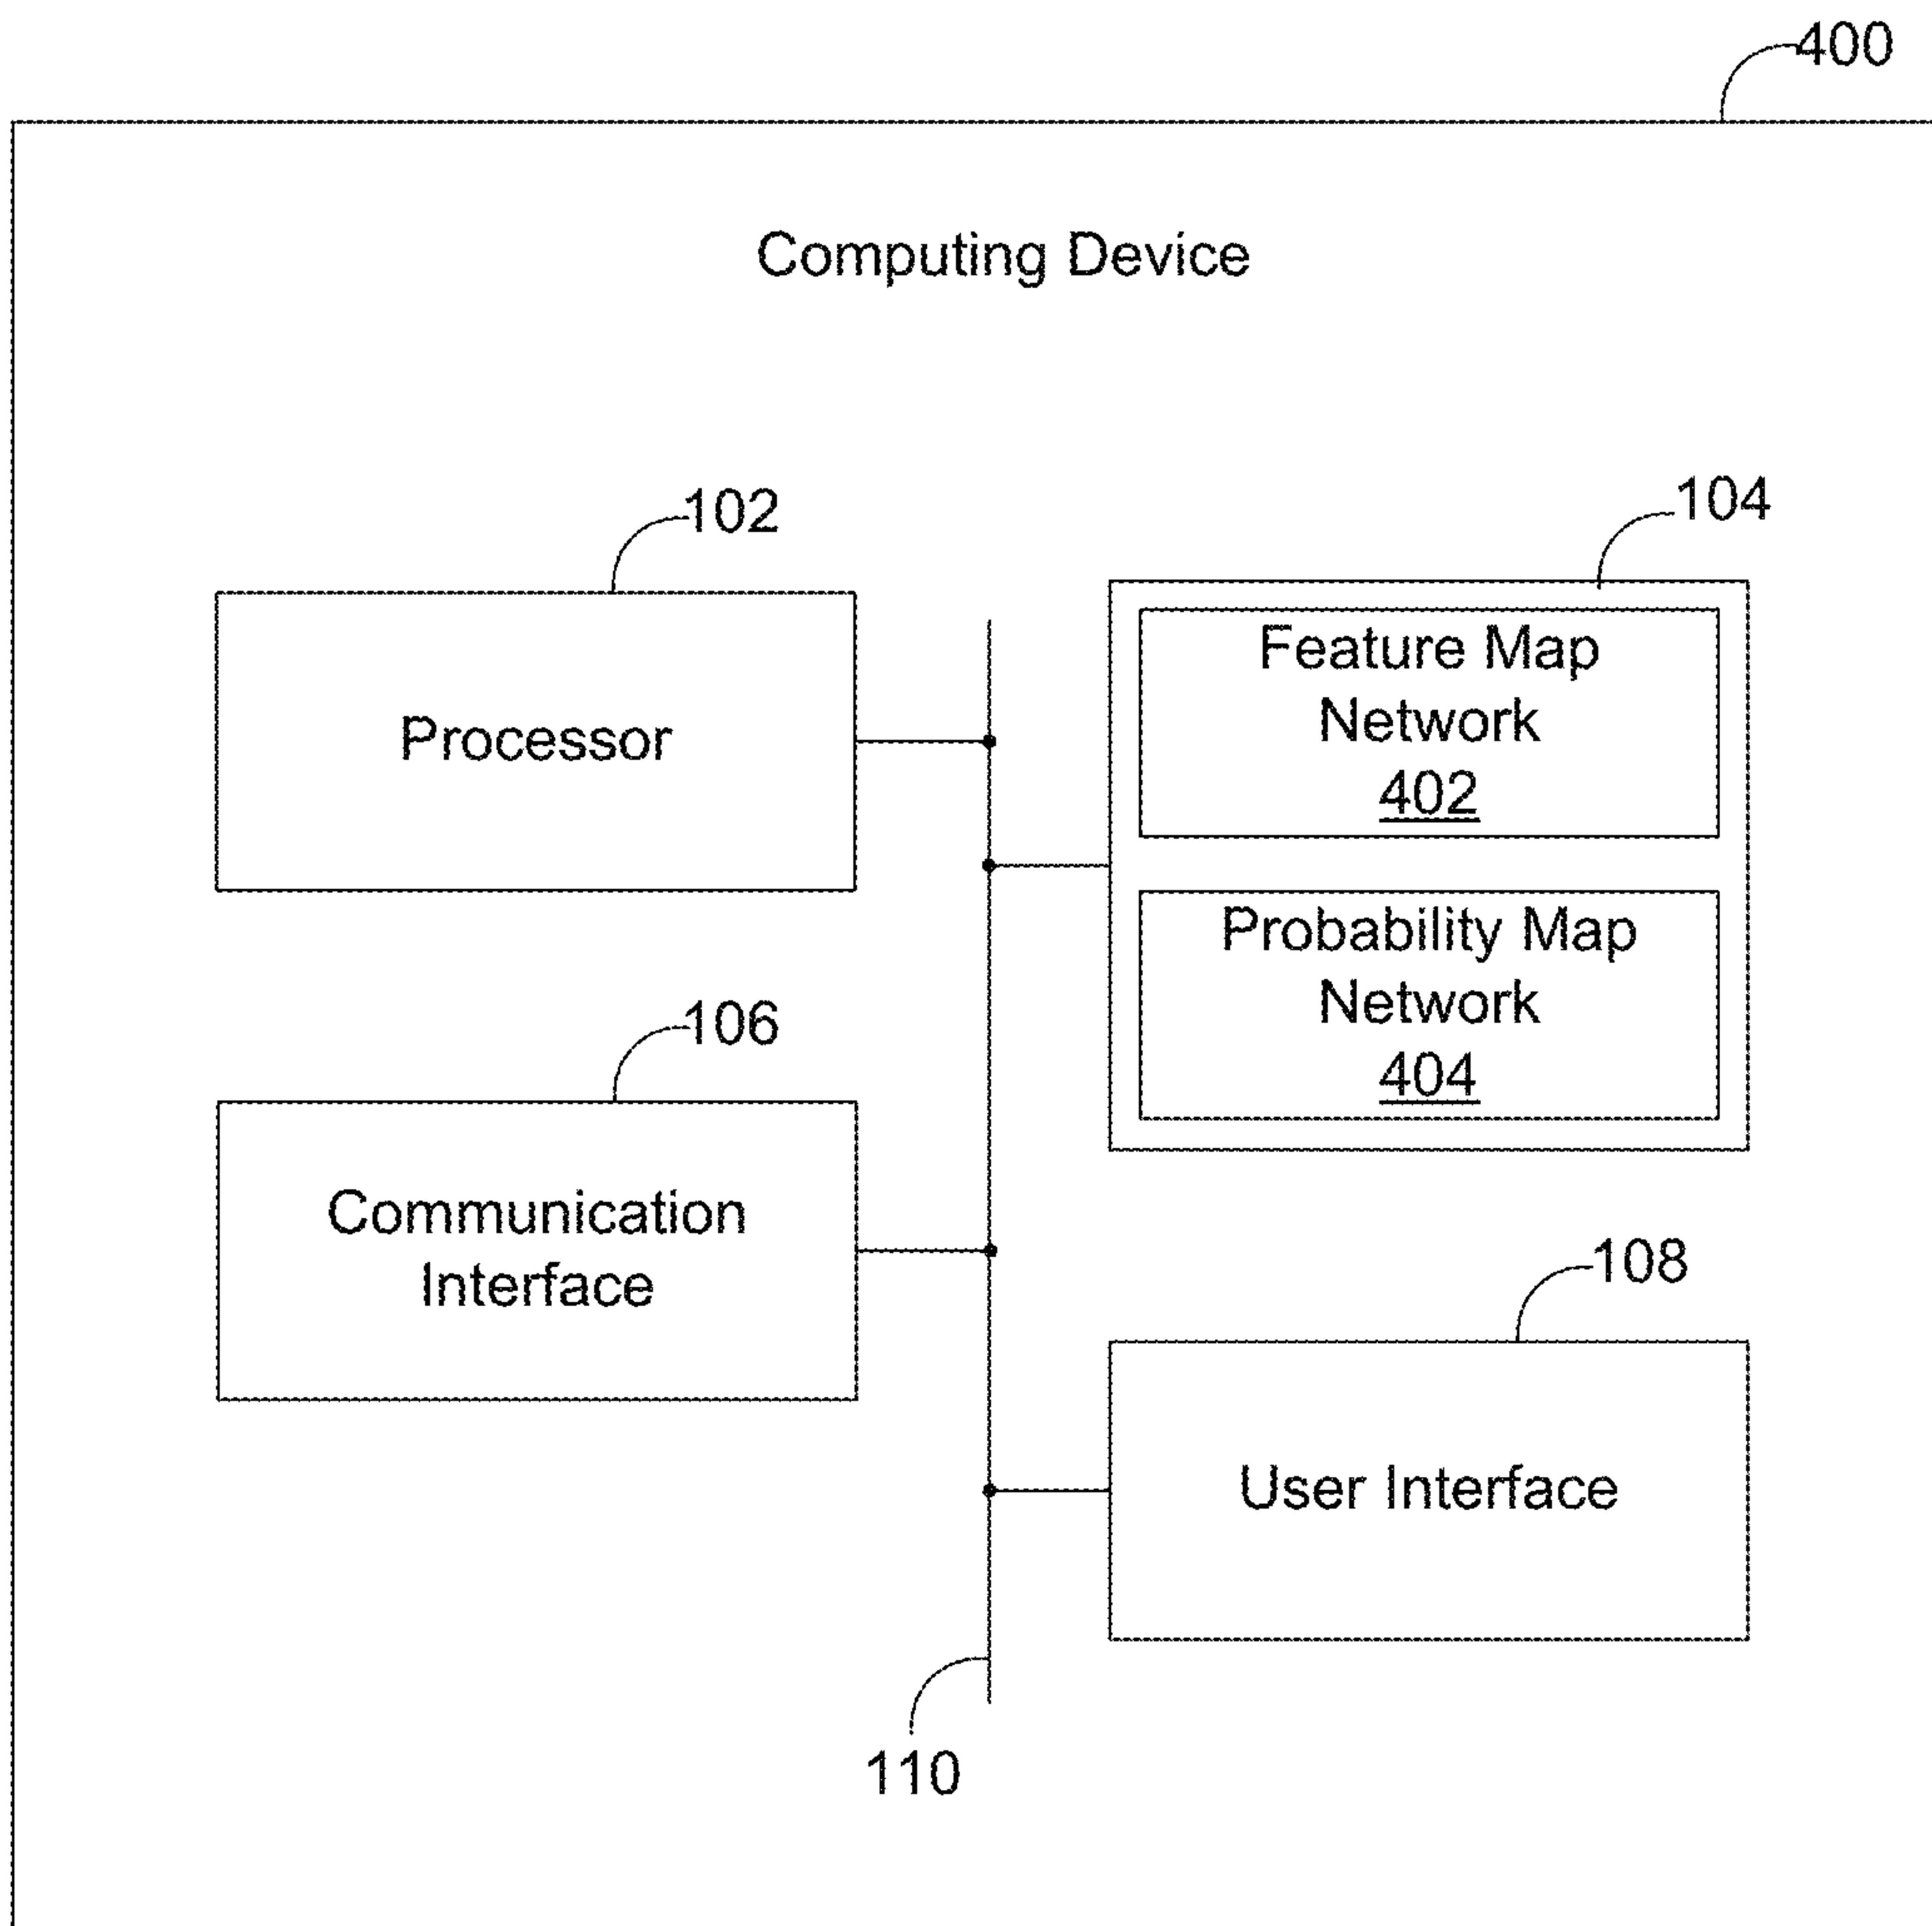 400
Computing Device
102
104
Processor
Feature Map
Network
402
Probability Map
Network
404
106
Communication
Interface
108
User Interface
110